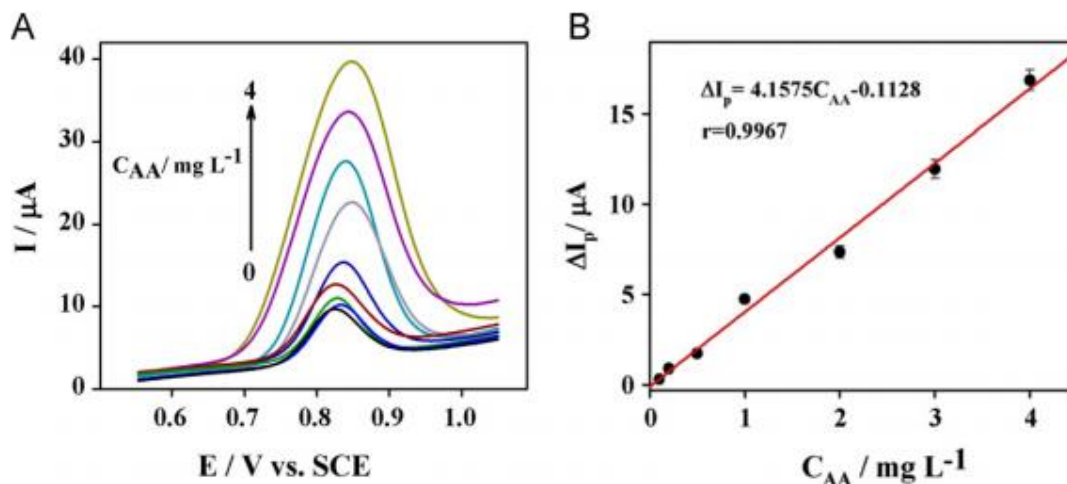 A
40
30
20
10
0
I / μA
4
C_AA / mg L⁻¹
0
0.6 0.7 0.8 0.9 1.0
E / V vs. SCE
B
15
10
5
0
ΔI_p / μA
ΔI_p= 4.1575C_AA-0.1128
r=0.9967
0 1 2 3 4
C_AA / mg L⁻¹